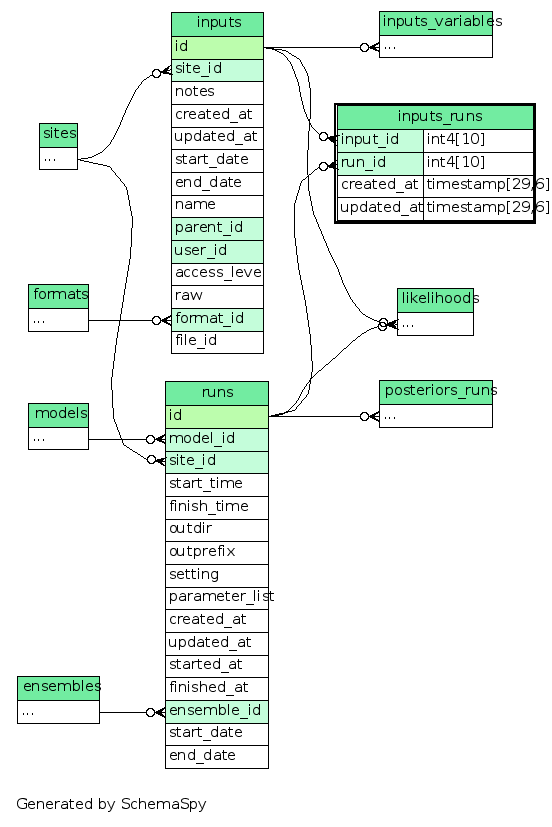 inputs
id
site_id
notes
created_at
updated_at
start_date
end_date
name
parent_id
user_id
access_leve
raw
format_id
file_id
inputs_variables
...
inputs_runs
input_id int4[10]
run_id int4[10]
created_at timestamp[29,6]
updated_at timestamp[29,6]
sites
...
formats
...
likelihoods
...
runs
id
model_id
site_id
start_time
finish_time
outdir
outprefix
setting
parameter_list
created_at
updated_at
started_at
finished_at
ensemble_id
start_date
end_date
posteriors_runs
...
models
...
ensembles
...
Generated by SchemaSpy